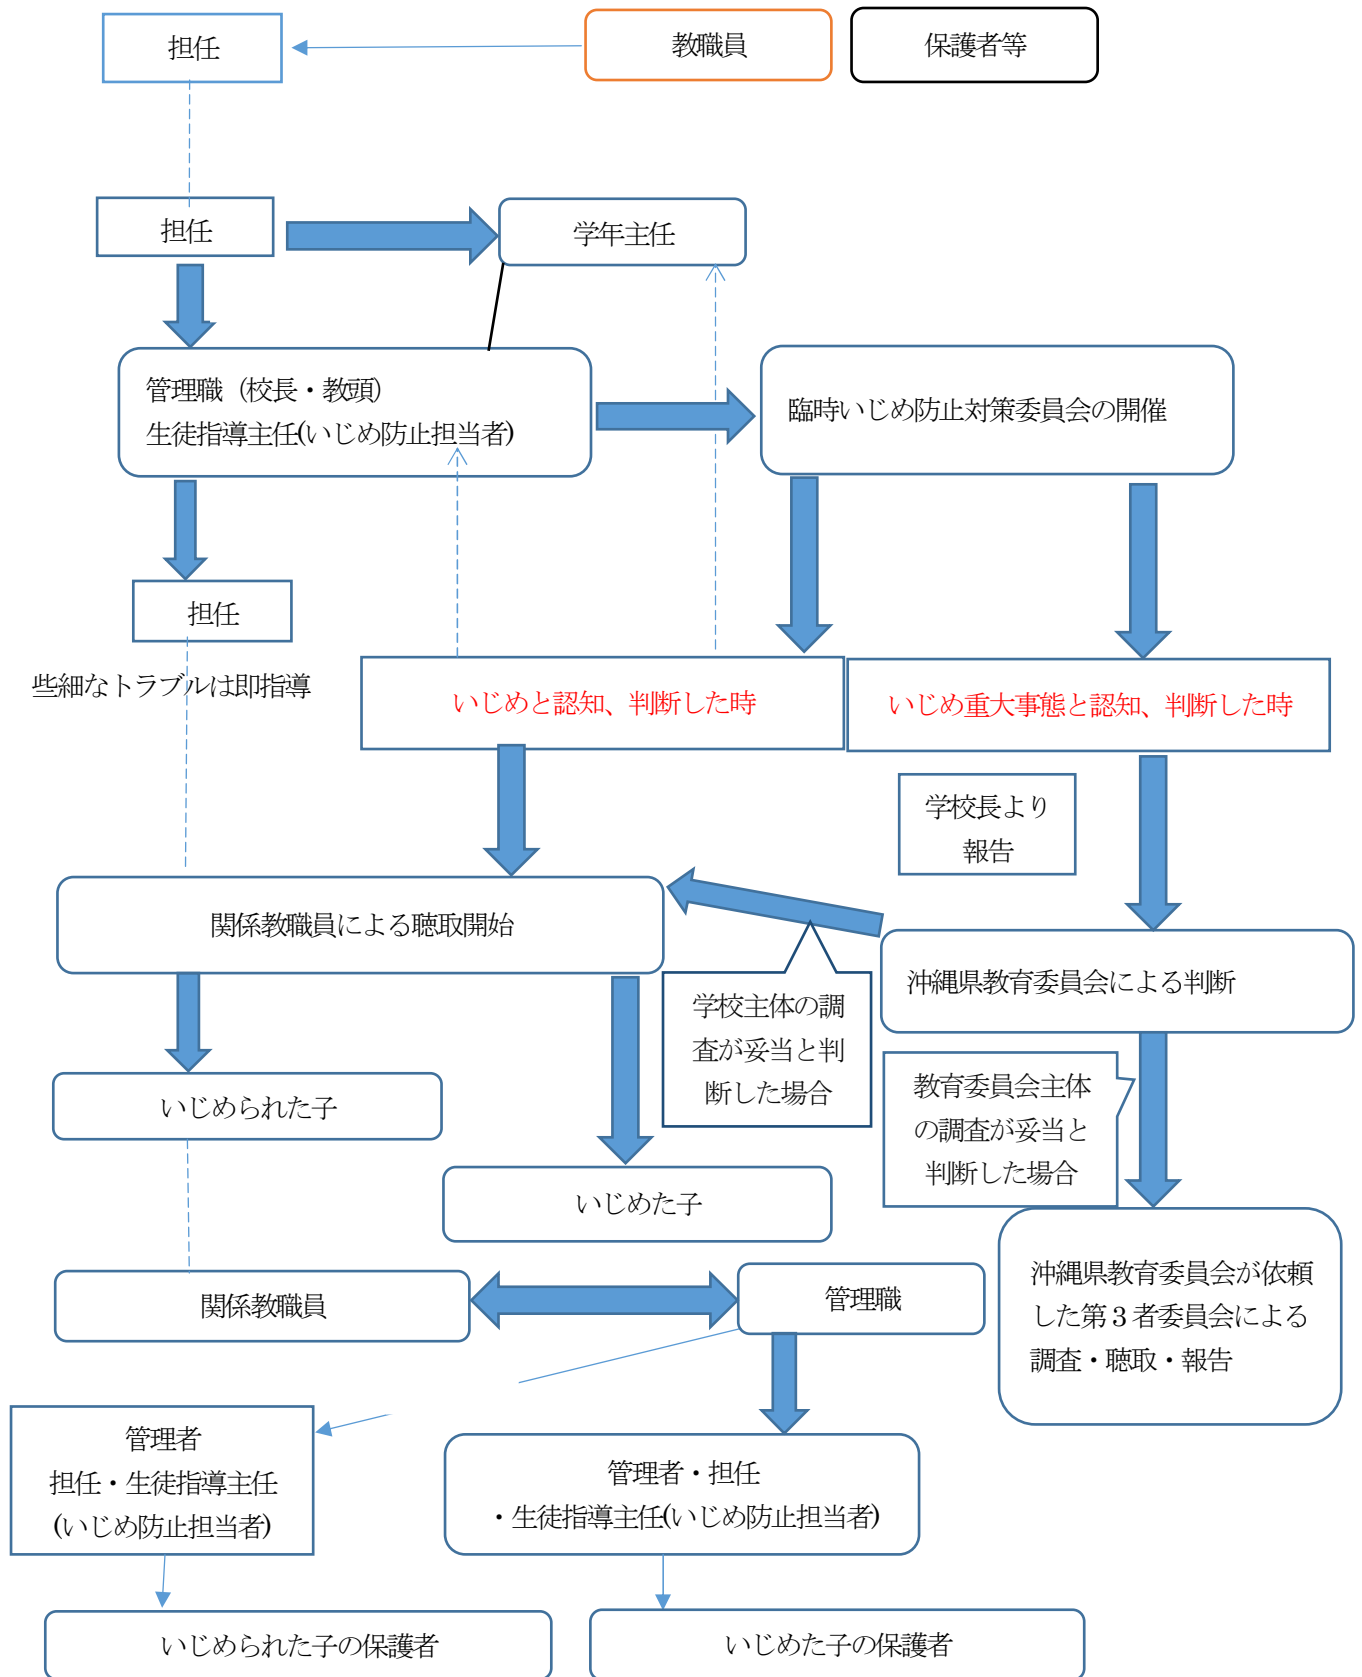 担任
教職員
保護者等
担任
学年主任
管理職（校長・教頭）
生徒指導主任(いじめ防止担当者)
臨時いじめ防止対策委員会の開催
担任
些細なトラブルは即指導
いじめと認知、判断した時
いじめ重大事態と認知、判断した時
学校長より
報告
関係教職員による聴取開始
沖縄県教育委員会による判断
学校主体の調
査が妥当と判
断した場合
教育委員会主体
の調査が妥当と
判断した場合
いじめられた子
いじめた子
沖縄県教育委員会が依頼
した第３者委員会による
調査・聴取・報告
関係教職員
管理職
管理者
担任・生徒指導主任
(いじめ防止担当者)
管理者・担任
・生徒指導主任(いじめ防止担当者)
いじめられた子の保護者
いじめた子の保護者